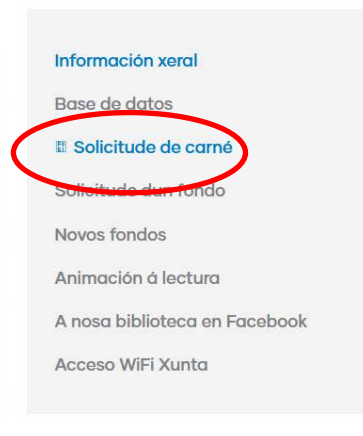 Información xeral
Base de datos
Solicitude de carné
Solicitude dun fondo
Novos fondos
Animación á lectura
A nosa biblioteca en Facebook
Acceso WiFi Xunta